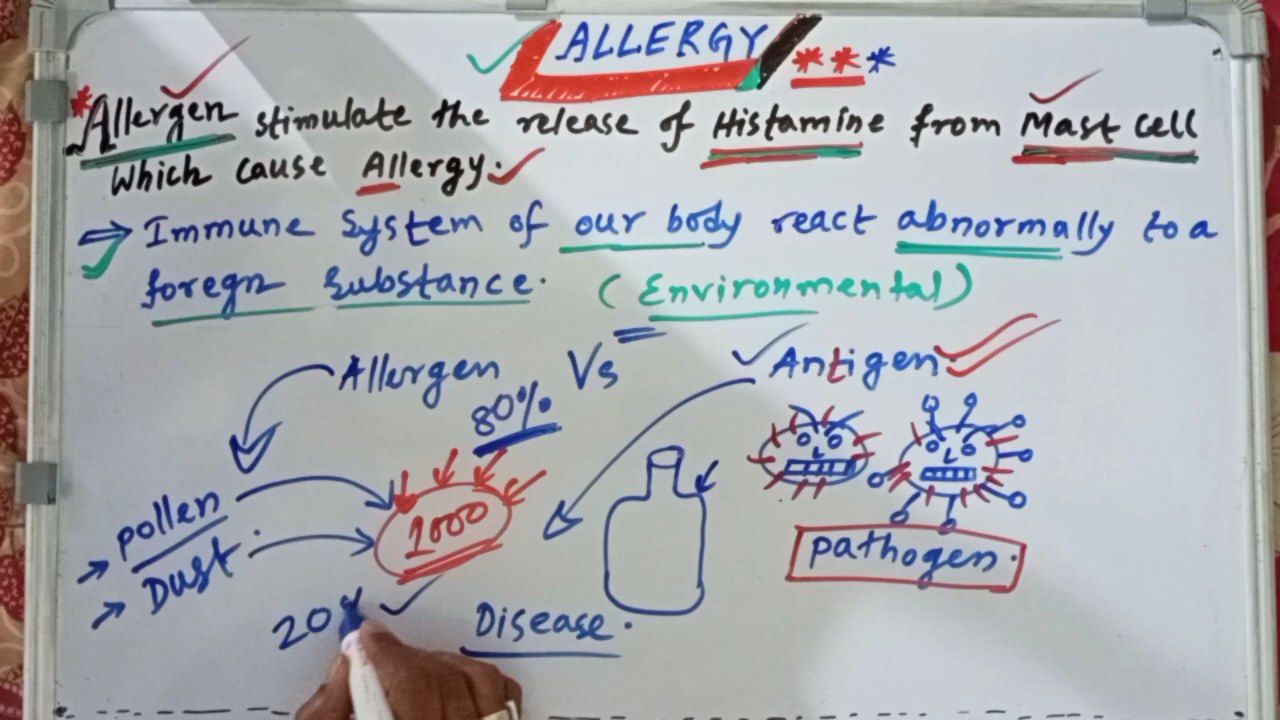 ALLERGY ***
*Allergen stimulate the release of Histamine from Mast cell
which cause Allergy.
⇒ Immune System of our body react abnormally to a
foregn Substance. (Environmental)
Allergen Vs Antigen.
80%
→ pollen
1000
→ Dust.
pathogen.
20%
Disease.